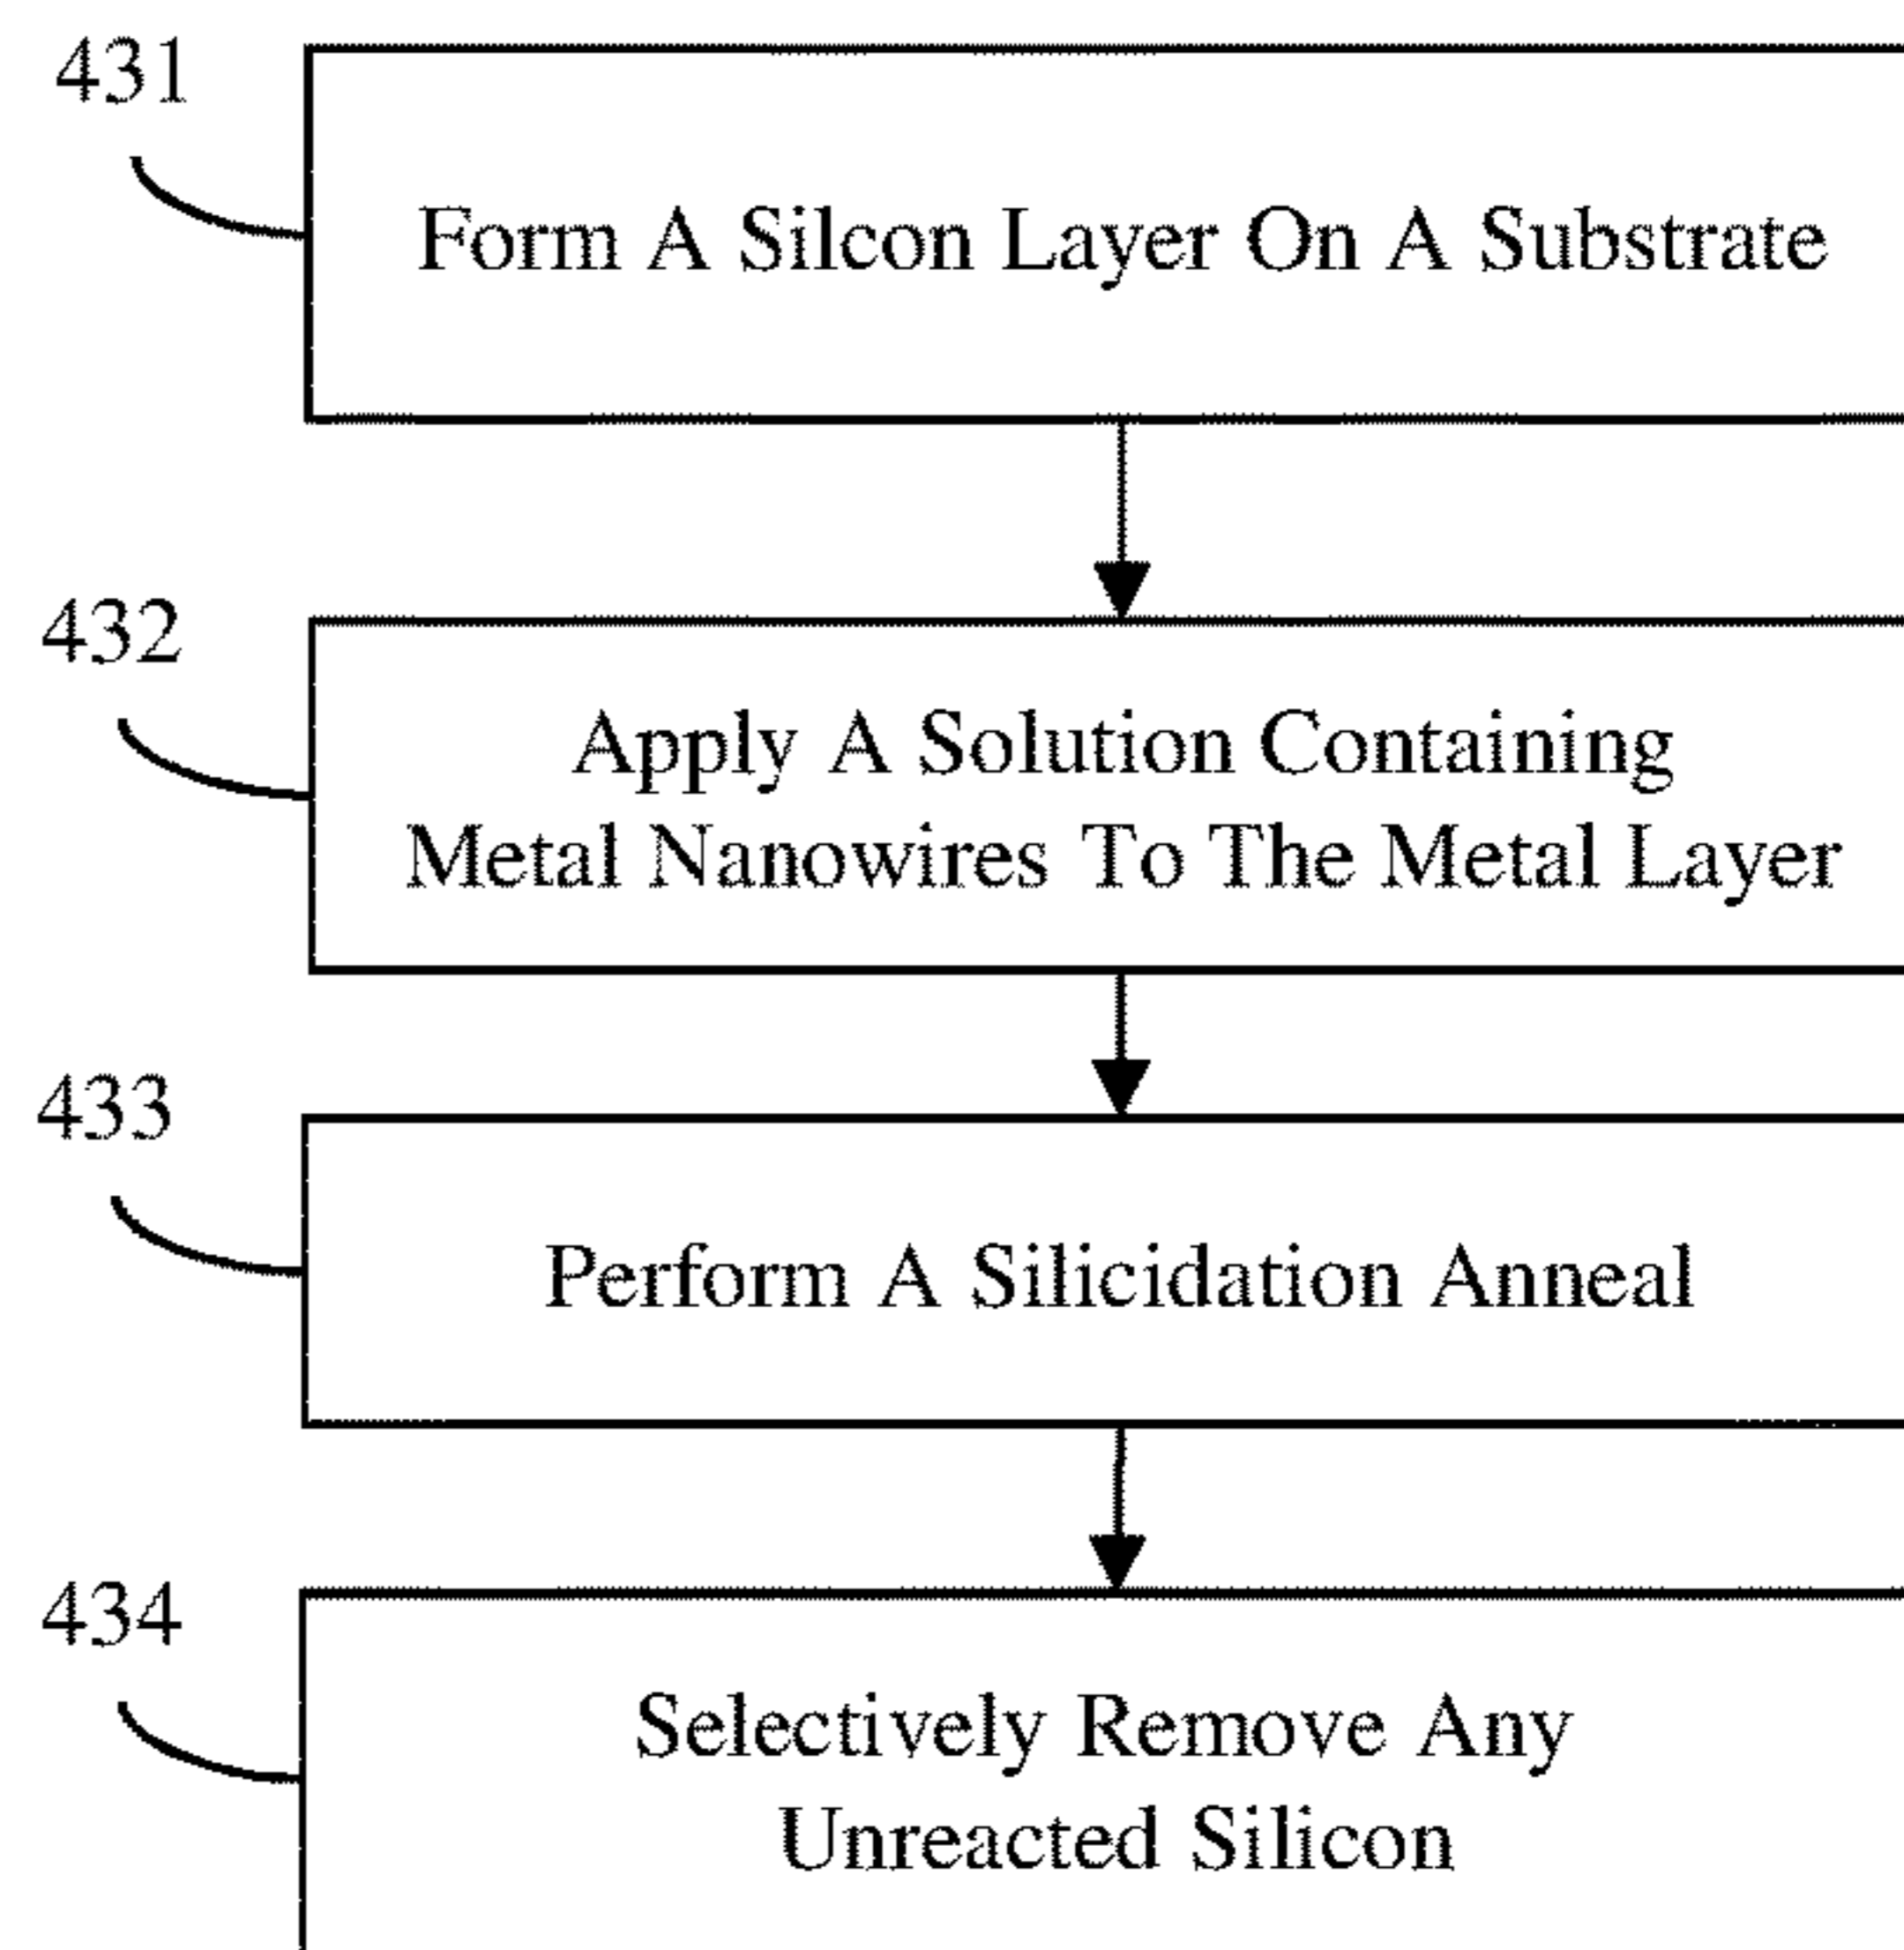 431
Form A Silcon Layer On A Substrate
432
Apply A Solution Containing
Metal Nanowires To The Metal Layer
433
Perform A Silicidation Anneal
434
Selectively Remove Any
Unreacted Silicon